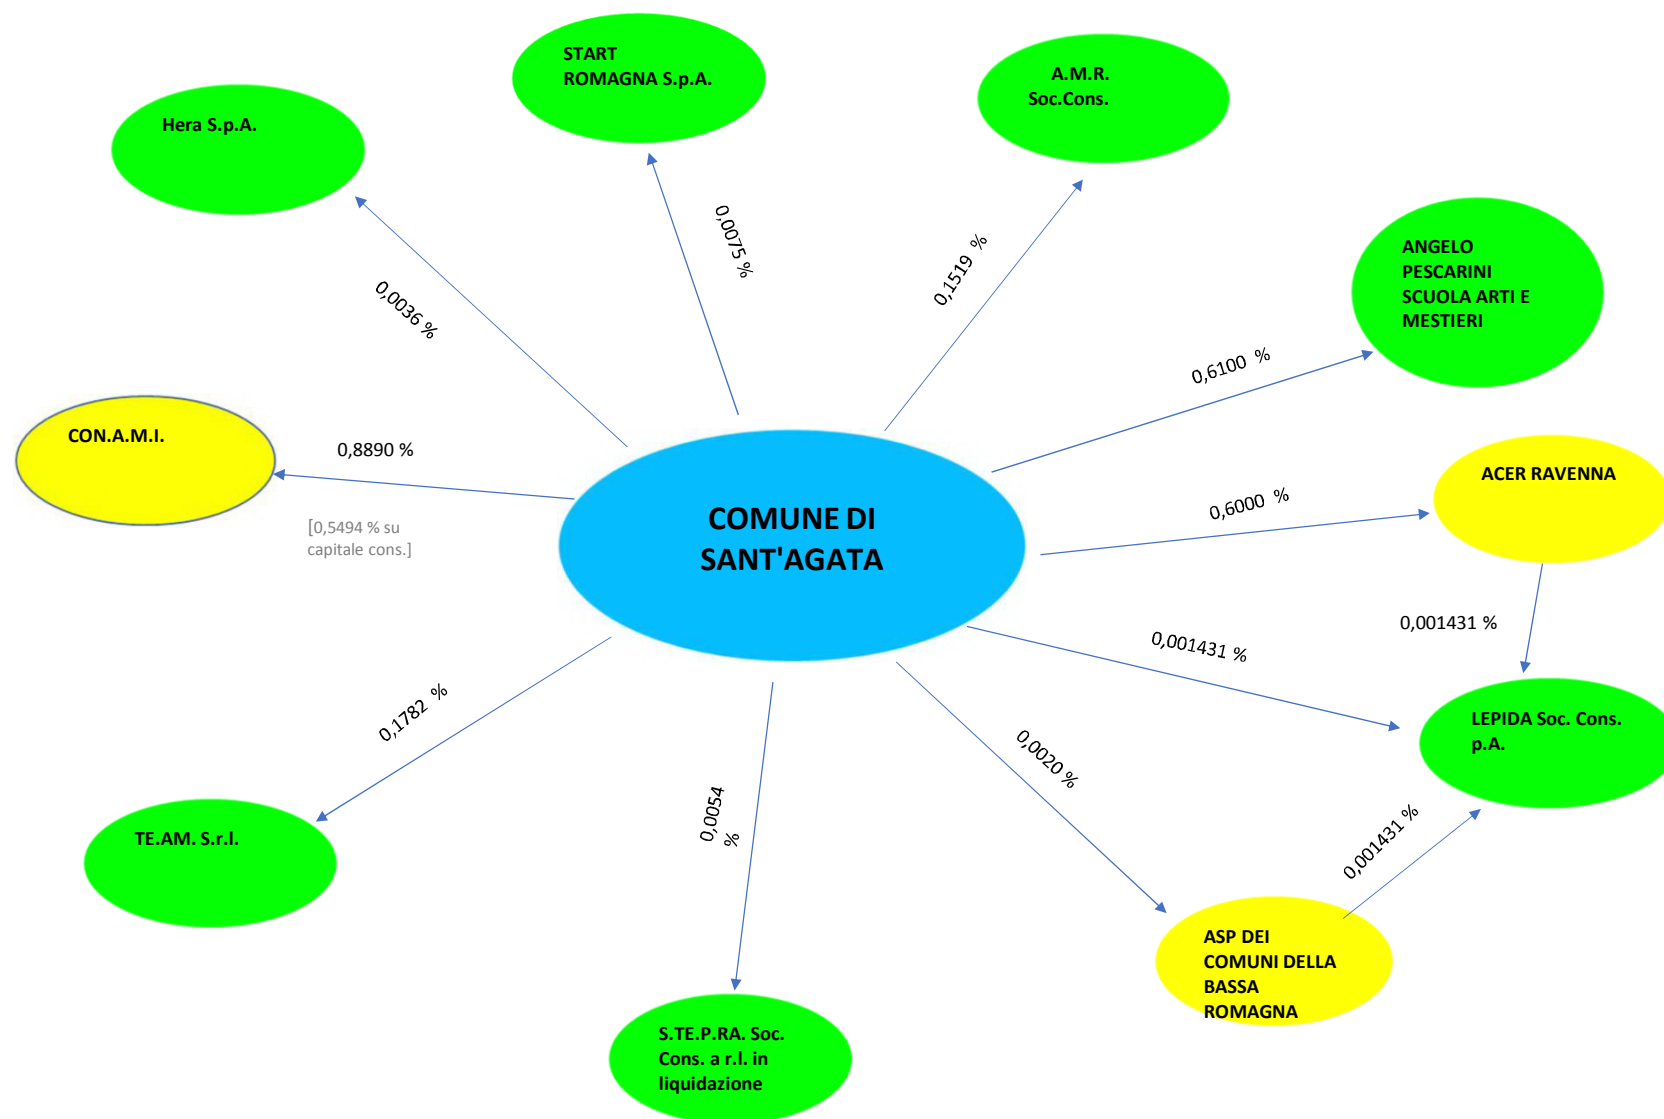 START
ROMAGNA S.p.A.
A.M.R.
Soc.Cons.
Hera S.p.A.
0,0075 %
0,1519 %
ANGELO
PESCARINI
SCUOLA ARTI E
MESTIERI
0,0036 %
0,6100 %
CON.A.M.I.
0,8890 %
[0,5494 % su
capitale cons.]
COMUNE DI
SANT'AGATA
ACER RAVENNA
0,6000 %
0,001431 %
0,001431 %
LEPIDA Soc. Cons.
p.A.
0,1782 %
0,0020 %
0,0054
%
0,001431 %
TE.AM. S.r.l.
ASP DEI
COMUNI DELLA
BASSA
ROMAGNA
S.TE.P.RA. Soc.
Cons. a r.l. in
liquidazione